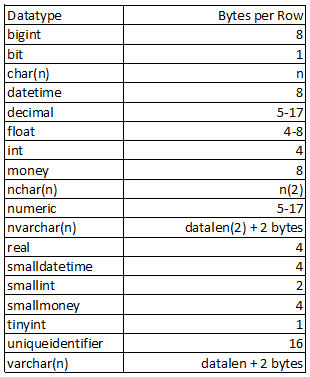 Datatype Bytes per Row
bigint 8
bit 1
char(n) n
datetime 8
decimal 5-17
float 4-8
int 4
money 8
nchar(n) n(2)
numeric 5-17
nvarchar(n) datalen(2) + 2 bytes
real 4
smalldatetime 4
smallint 2
smallmoney 4
tinyint 1
uniqueidentifier 16
varchar(n) datalen + 2 bytes